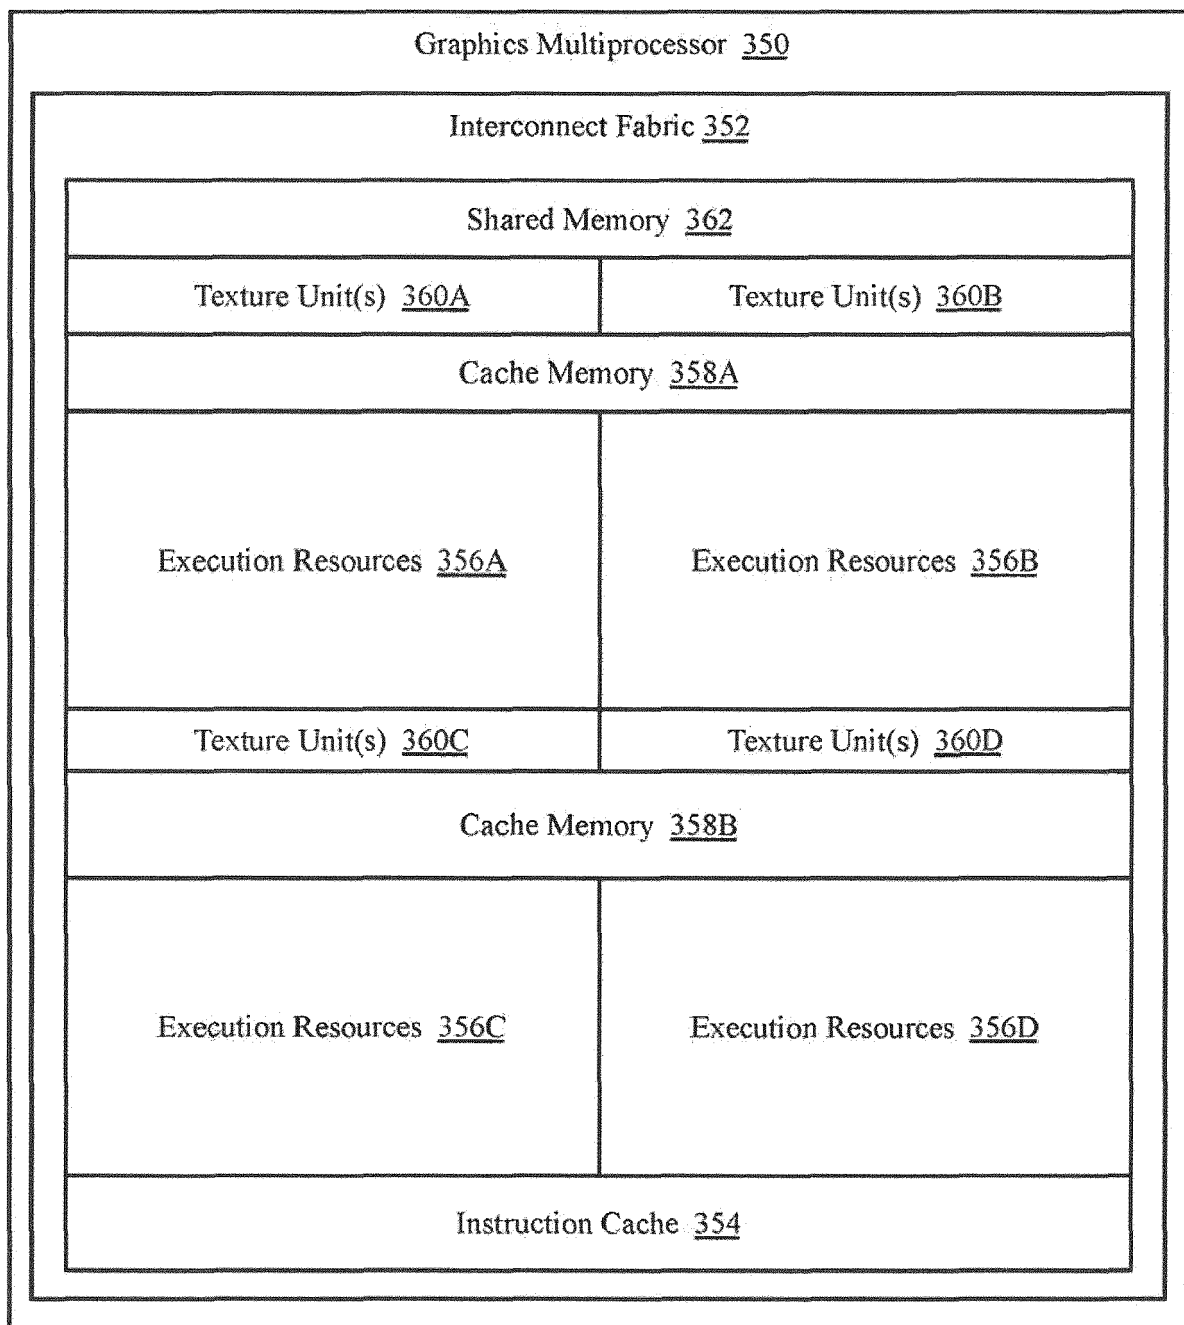 Graphics Multiprocessor 350
Interconnect Fabric 352
Shared Memory 362
Texture Unit(s) 360A
Texture Unit(s) 360B
Cache Memory 358A
Execution Resources 356A
Execution Resources 356B
Texture Unit(s) 360C
Texture Unit(s) 360D
Cache Memory 358B
Execution Resources 356C
Execution Resources 356D
Instruction Cache 354